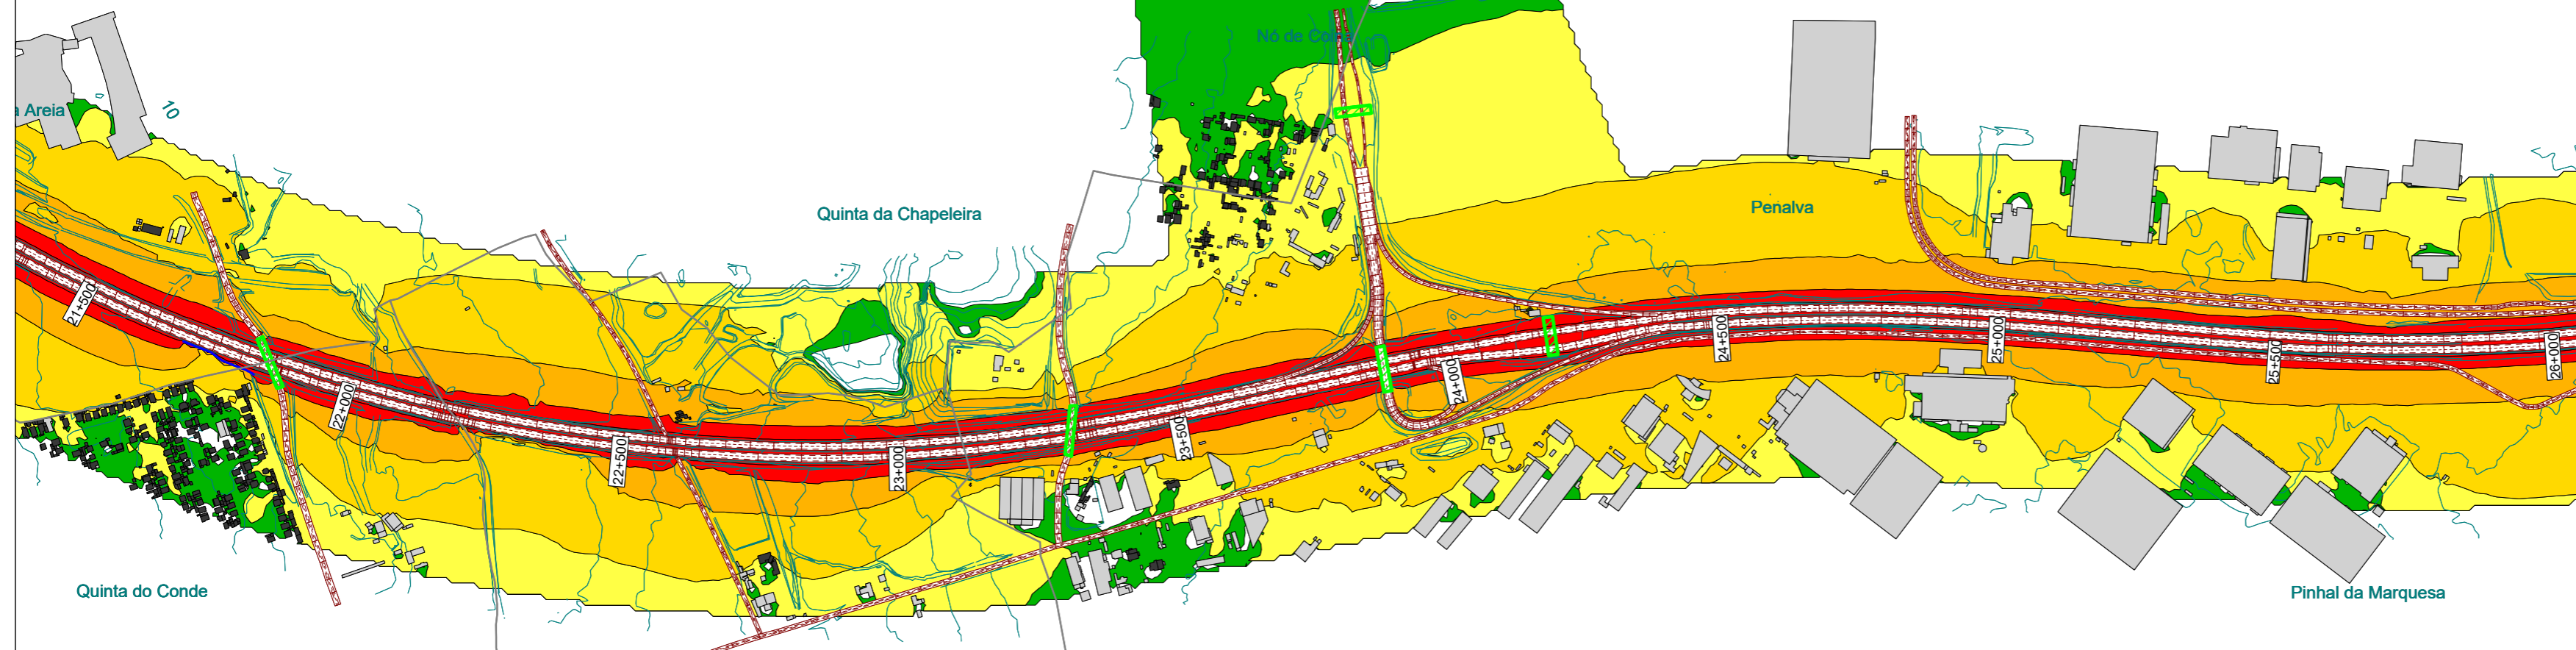 Nó de Coina
a Areia
10
Quinta da Chapeleira
Penalva
21+500
22+000
22+500
23+000
23+500
24+000
24+500
25+000
25+500
26+000
Quinta do Conde
Pinhal da Marquesa